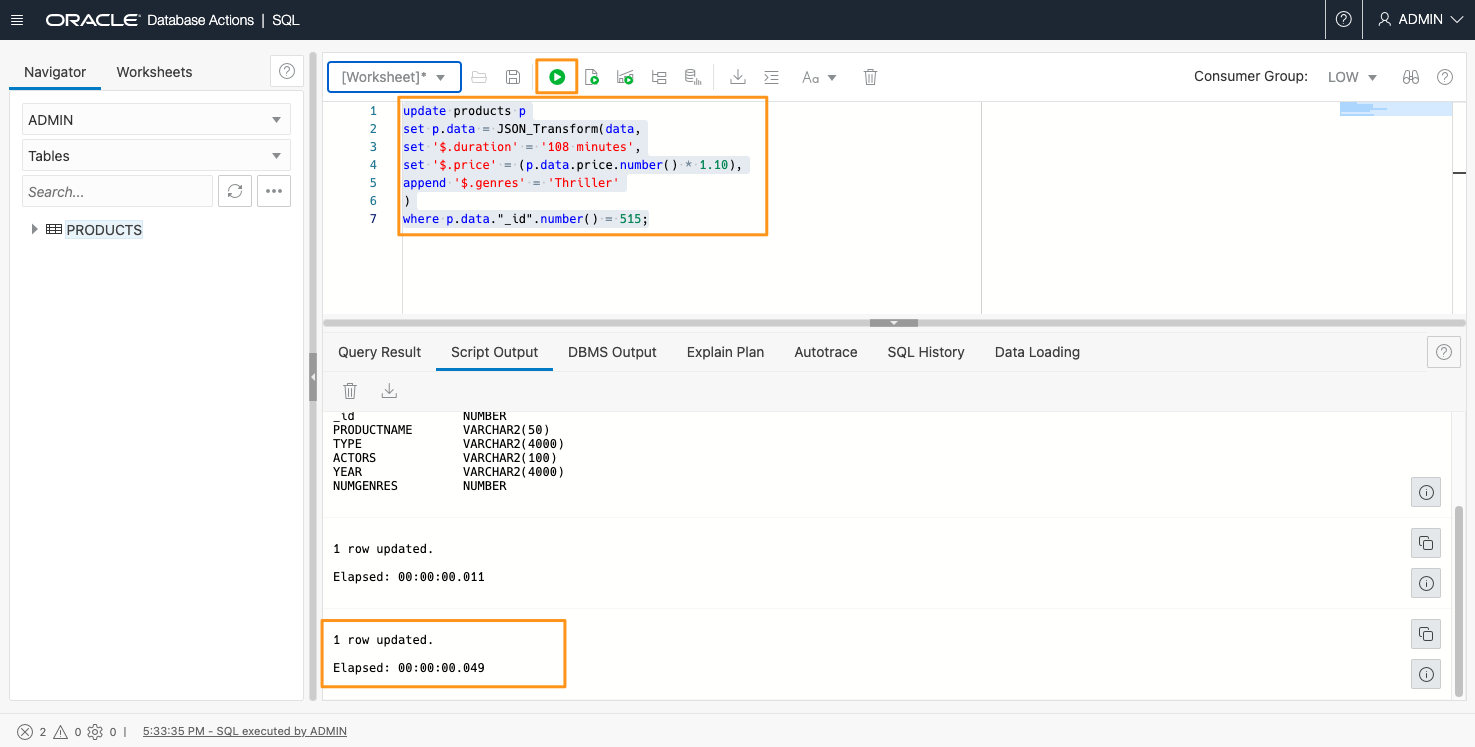 ORACLE Database Actions | SQL
ADMIN
Navigator
Worksheets
ADMIN
Tables
Search...
PRODUCTS
[Worksheet]*
Aa
Consumer Group: LOW
1 update products p
2 set p.data = JSON_Transform(data,
3 set '$.duration' = '108 minutes',
4 set '$.price' = (p.data.price.number() * 1.10),
5 append '$.genres' = 'Thriller'
6 )
7 where p.data."_id".number() = 515;
Query Result
Script Output
DBMS Output
Explain Plan
Autotrace
SQL History
Data Loading
_id NUMBER
PRODUCTNAME VARCHAR2(50)
TYPE VARCHAR2(4000)
ACTORS VARCHAR2(100)
YEAR VARCHAR2(4000)
NUMGENRES NUMBER
1 row updated.
Elapsed: 00:00:00.011
1 row updated.
Elapsed: 00:00:00.049
2 0 0 | 5:33:35 PM - SQL executed by ADMIN